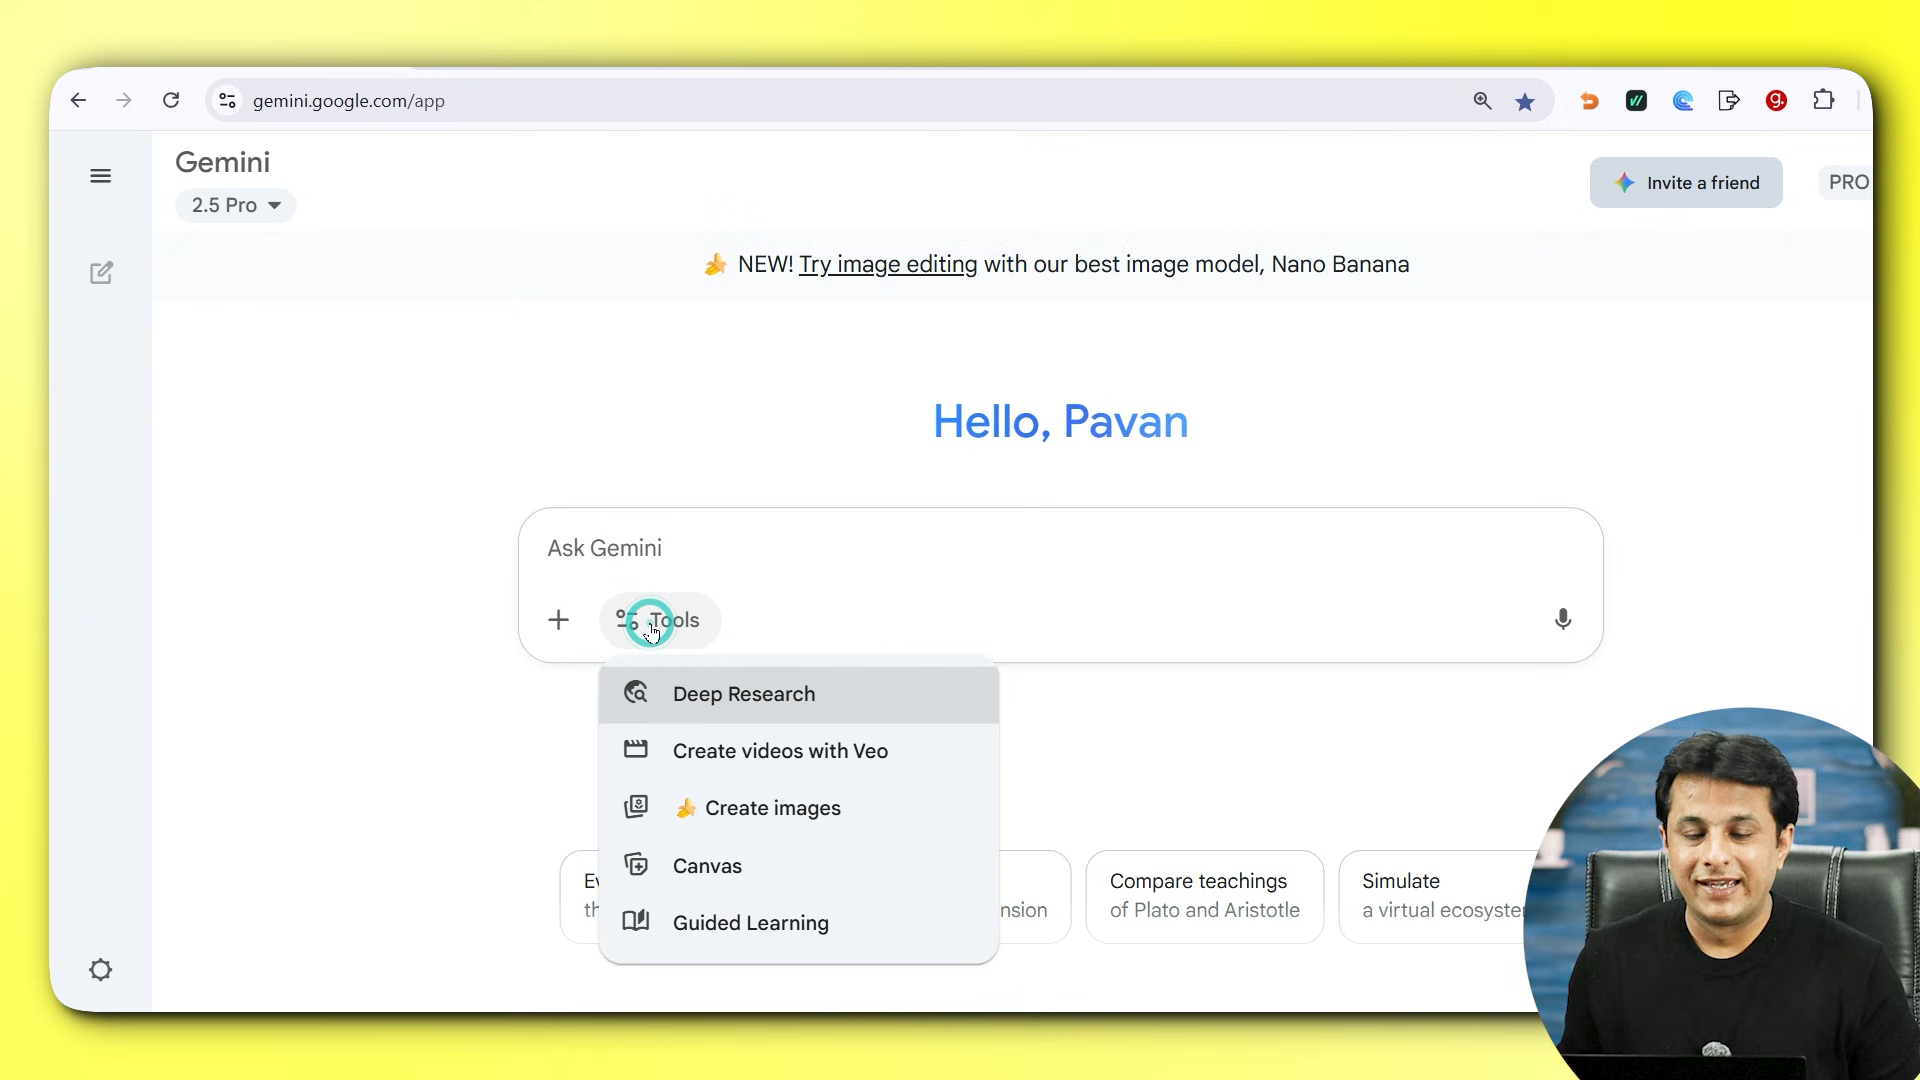 gemini.google.com/app
g.
Gemini
2.5 Pro
Invite a friend
PRO
NEW! Try image editing with our best image model, Nano Banana
Hello, Pavan
Ask Gemini
Tools
Deep Research
Create videos with Veo
Create images
Canvas
Guided Learning
nsion
Compare teachings
of Plato and Aristotle
Simulate
a virtual ecosyste